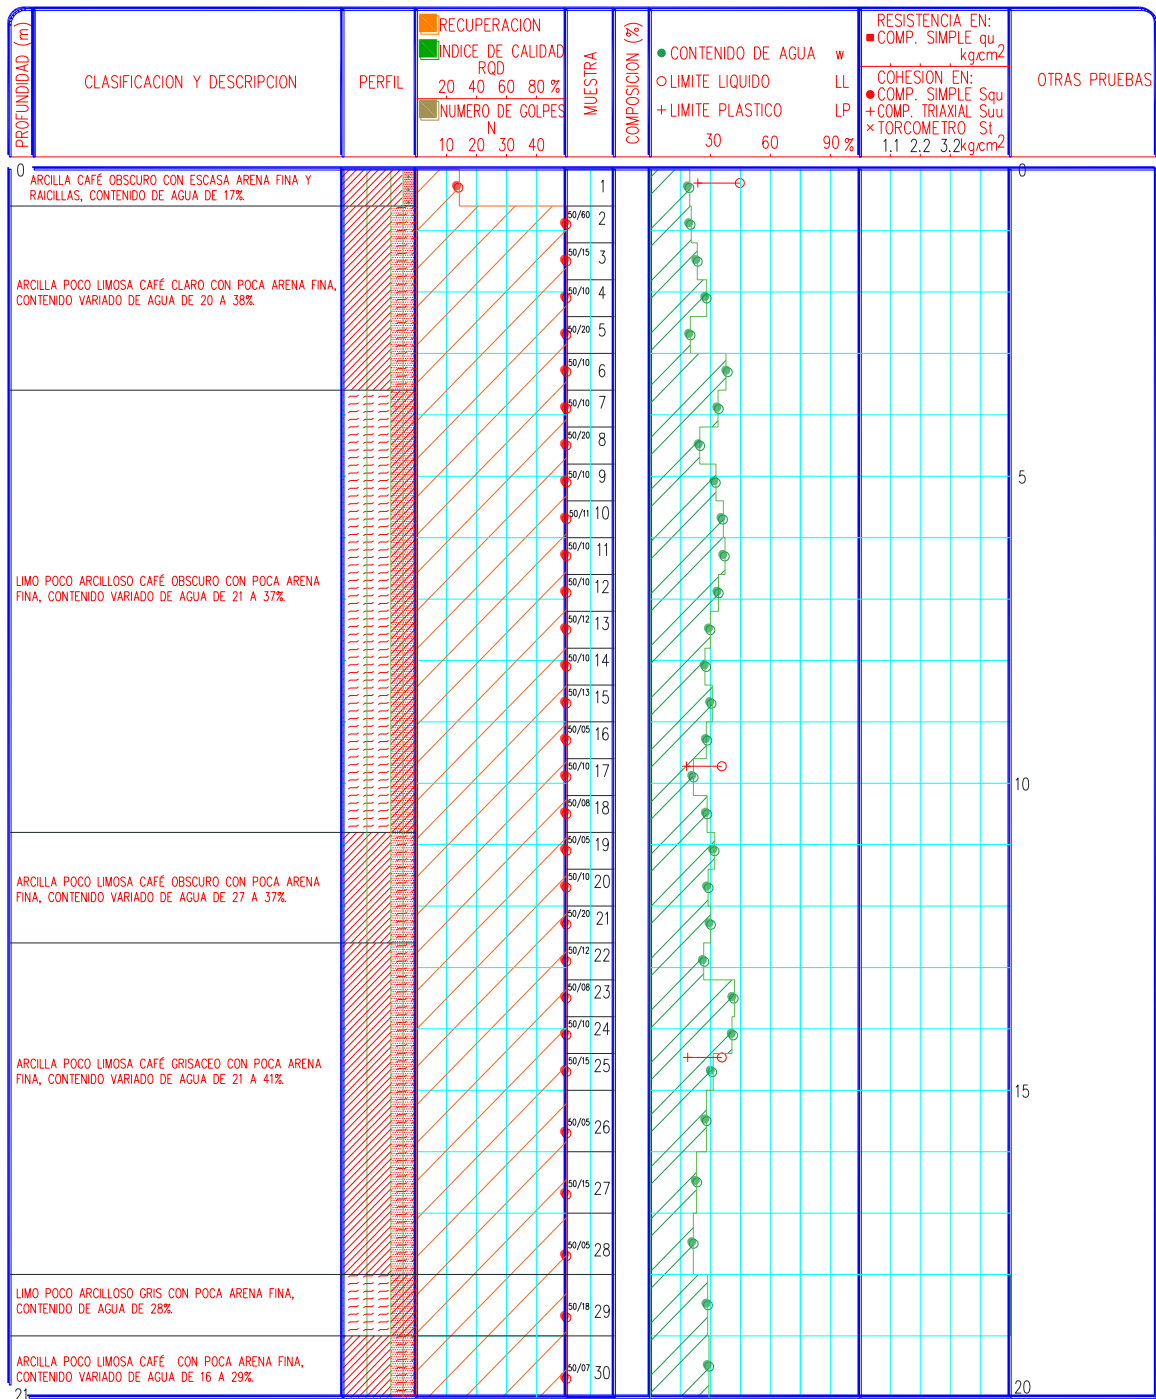 PROFUNDIDAD (m)
CLASIFICACION Y DESCRIPCION
PERFIL
RECUPERACION
INDICE DE CALIDAD
RQD
20 40 60 80 %
NUMERO DE GOLPES
N
10 20 30 40
MUESTRA
COMPOSICION (%)
CONTENIDO DE AGUA w
LIMITE LIQUIDO LL
LIMITE PLASTICO LP
30 60 90 %
RESISTENCIA EN:
COMP. SIMPLE qu
kg/cm2
COHESION EN:
COMP. SIMPLE Squ
COMP. TRIAXIAL Suu
TORCOMETRO St
1.1 2.2 3.2 kg/cm2
OTRAS PRUEBAS
0
ARCILLA CAFÉ OBSCURO CON ESCASA ARENA FINA Y
RAICILLAS, CONTENIDO DE AGUA DE 17%.
1
0
50/60 2
50/15 3
ARCILLA POCO LIMOSA CAFÉ CLARO CON POCA ARENA FINA,
CONTENIDO VARIADO DE AGUA DE 20 A 38%.
50/10 4
50/20 5
50/10 6
50/10 7
50/20 8
50/10 9
5
50/11 10
50/10 11
LIMO POCO ARCILLOSO CAFÉ OBSCURO CON POCA ARENA
FINA, CONTENIDO VARIADO DE AGUA DE 21 A 37%.
50/10 12
50/12 13
50/10 14
50/13 15
50/05 16
50/10 17
10
50/08 18
50/05 19
ARCILLA POCO LIMOSA CAFÉ OBSCURO CON POCA ARENA
FINA, CONTENIDO VARIADO DE AGUA DE 27 A 37%.
50/10 20
50/20 21
50/12 22
50/08 23
50/10 24
ARCILLA POCO LIMOSA CAFÉ GRISACEO CON POCA ARENA
FINA, CONTENIDO VARIADO DE AGUA DE 21 A 41%.
50/15 25
15
50/05 26
50/15 27
50/05 28
LIMO POCO ARCILLOSO GRIS CON POCA ARENA FINA,
CONTENIDO DE AGUA DE 28%.
50/18 29
ARCILLA POCO LIMOSA CAFÉ CON POCA ARENA FINA,
CONTENIDO VARIADO DE AGUA DE 16 A 29%.
50/07 30
20
21